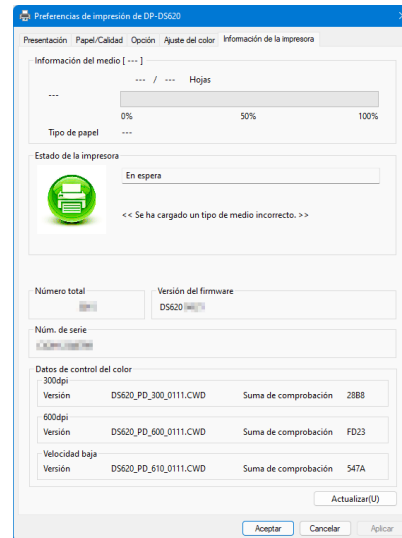 Preferencias de impresión de DP-DS620
Presentación Papel/Calidad Opción Ajuste del color Información de la impresora
Información del medio [ --- ]
--- / --- Hojas
---
0% 50% 100%
Tipo de papel ---
Estado de la impresora
En espera
<< Se ha cargado un tipo de medio incorrecto. >>
Número total Versión del firmware
DS620
Núm. de serie
Datos de control del color
300dpi
Versión DS620_PD_300_0111.CWD Suma de comprobación 28B8
600dpi
Versión DS620_PD_600_0111.CWD Suma de comprobación FD23
Velocidad baja
Versión DS620_PD_610_0111.CWD Suma de comprobación 547A
Actualizar(U)
Aceptar Cancelar Aplicar